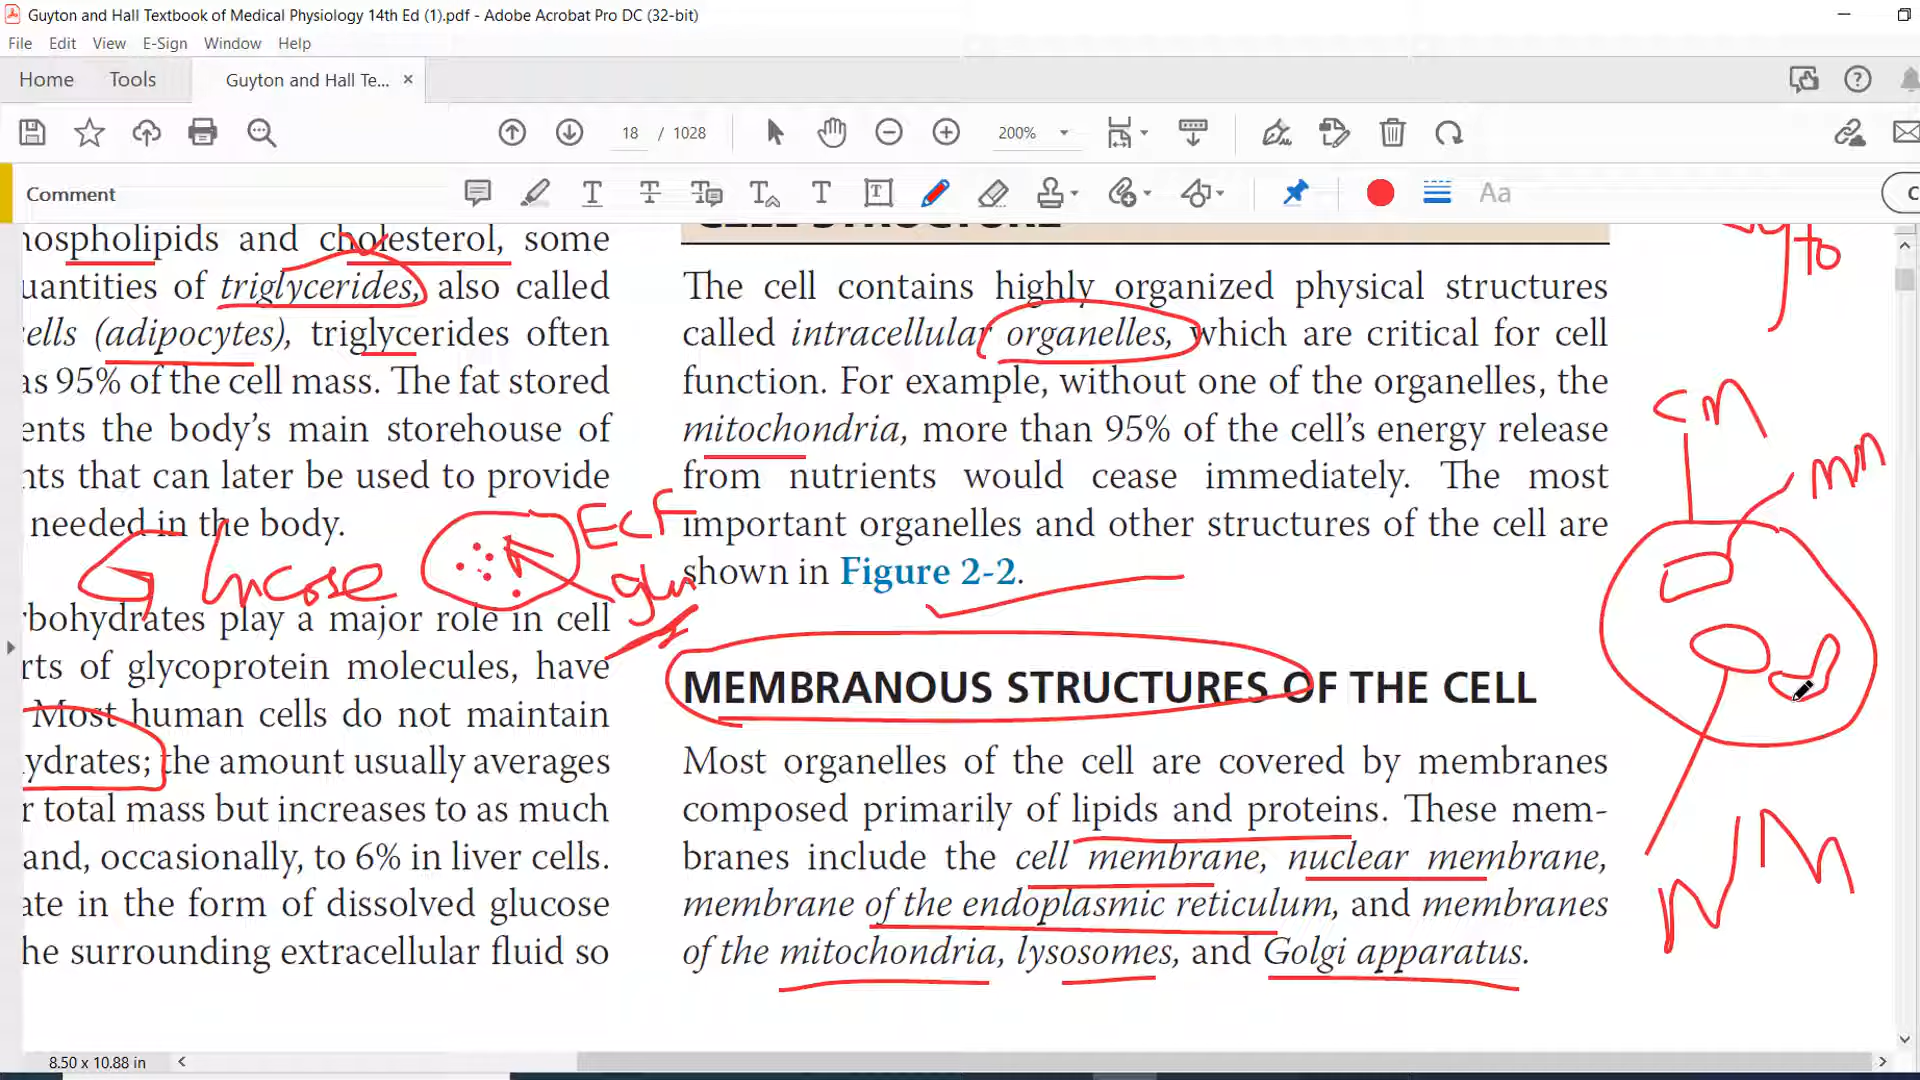 Guyton and Hall Textbook of Medical Physiology 14th Ed (1).pdf - Adobe Acrobat Pro DC (32-bit)
File Edit View E-Sign Window Help
Home Tools Guyton and Hall Te... ×
18 / 1028 200%
Comment Aa C
hospholipids and cholesterol, some
uantities of triglycerides, also called
cells (adipocytes), triglycerides often
as 95% of the cell mass. The fat stored
ents the body's main storehouse of
nts that can later be used to provide
needed in the body.
Glucose
ECF
glu
rbohydrates play a major role in cell
rts of glycoprotein molecules, have
Most human cells do not maintain
ydrates; the amount usually averages
r total mass but increases to as much
and, occasionally, to 6% in liver cells.
ate in the form of dissolved glucose
he surrounding extracellular fluid so
CELL STRUCTURE
The cell contains highly organized physical structures
called intracellular organelles, which are critical for cell
function. For example, without one of the organelles, the
mitochondria, more than 95% of the cell's energy release
from nutrients would cease immediately. The most
important organelles and other structures of the cell are
shown in Figure 2-2.
MEMBRANOUS STRUCTURES OF THE CELL
Most organelles of the cell are covered by membranes
composed primarily of lipids and proteins. These mem-
branes include the cell membrane, nuclear membrane,
membrane of the endoplasmic reticulum, and membranes
of the mitochondria, lysosomes, and Golgi apparatus.
cyto
CM
MM
NM
8.50 x 10.88 in